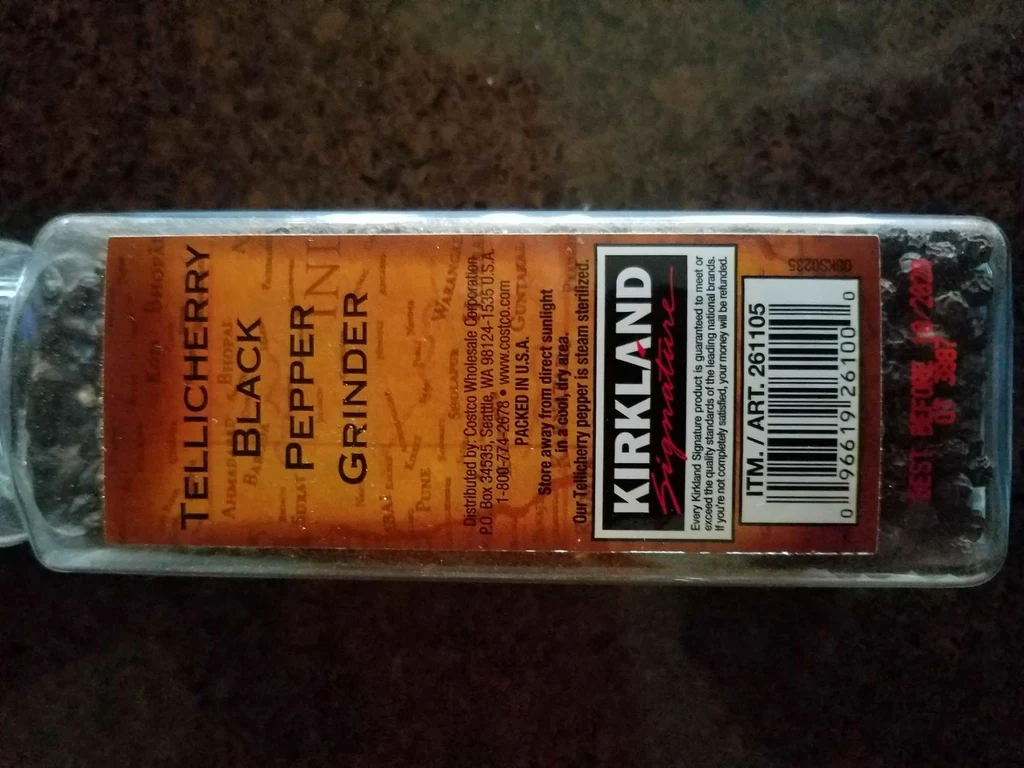 TELLICHERRY
BLACK
PEPPER
GRINDER
Distributed by: Costco Wholesale Corporation
P.O. Box 34535, Seattle, WA 98124-1535 U.S.A.
1-800-774-2678 • www.costco.com
PACKED IN U.S.A.
Store away from direct sunlight
in a cool, dry area.
Our Tellicherry pepper is steam sterilized.
KIRKLAND
Signature
Every Kirkland Signature product is guaranteed to meet or
exceed the quality standards of the leading national brands.
If you're not completely satisfied, your money will be refunded.
ITM. / ART. 261105
0 96619 26100 0
BEST BEFORE